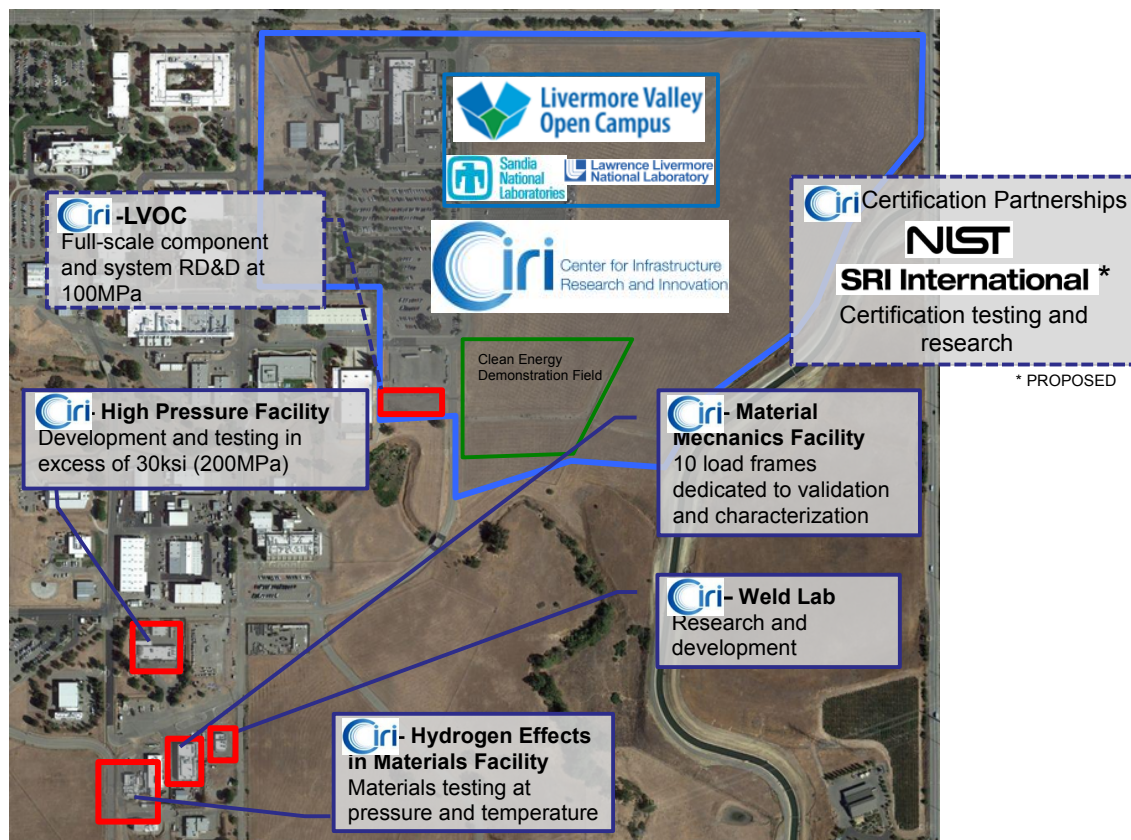 Livermore Valley
Open Campus
Sandia
National
Laboratories
Lawrence Livermore
National Laboratory
Ciri -LVOC
Full-scale component
and system RD&D at
100MPa
Ciri Center for Infrastructure
Research and Innovation
Ciri Certification Partnerships
NIST
SRI International *
Certification testing and
research
* PROPOSED
Clean Energy
Demonstration Field
Ciri- High Pressure Facility
Development and testing in
excess of 30ksi (200MPa)
Ciri- Material
Mechanics Facility
10 load frames
dedicated to validation
and characterization
Ciri– Weld Lab
Research and
development
Ciri- Hydrogen Effects
in Materials Facility
Materials testing at
pressure and temperature